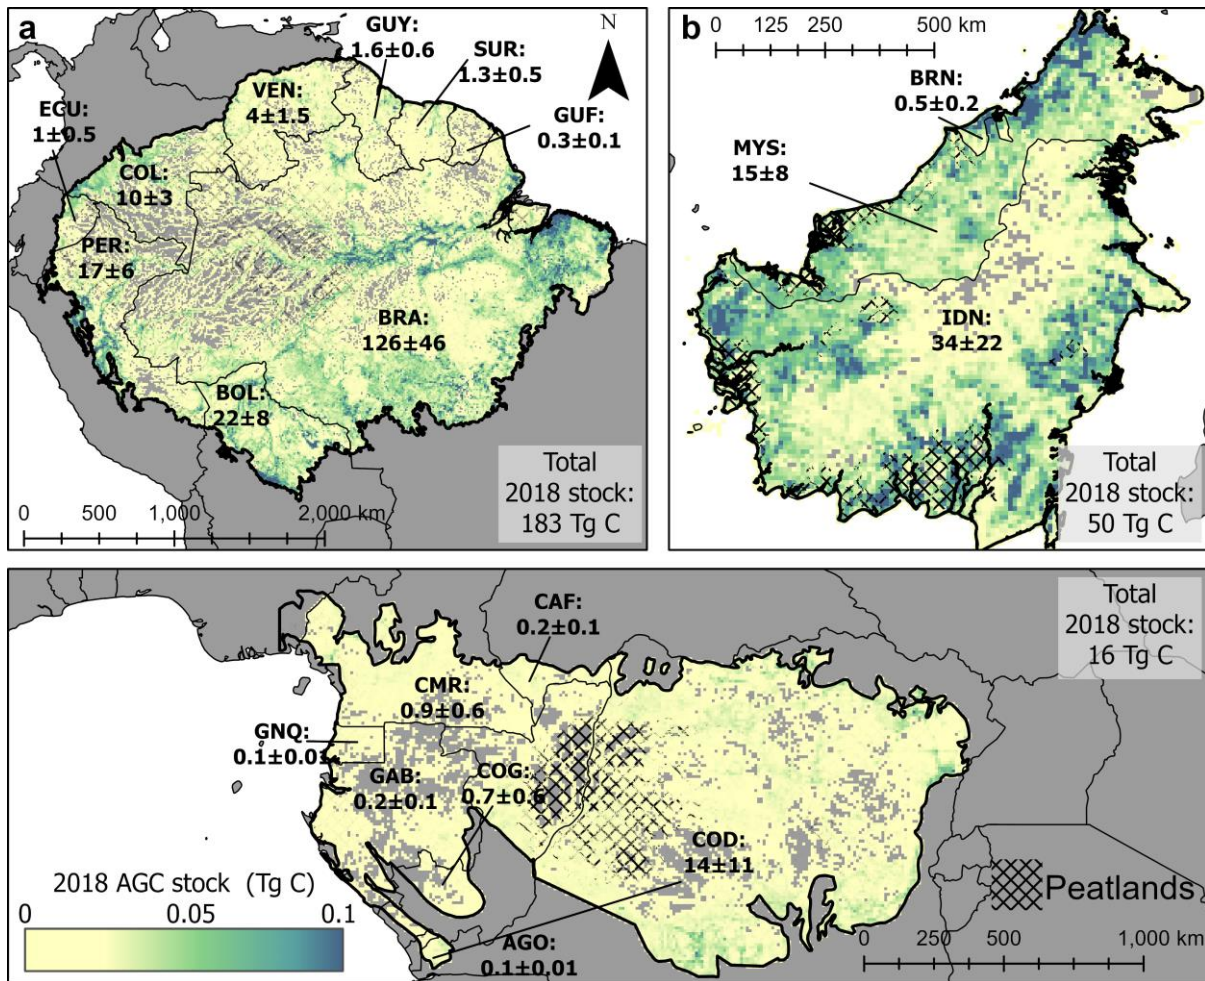 a
N
GUY:
1.6±0.6
SUR:
1.3±0.5
VEN:
4±1.5
ECU:
1±0.5
GUF:
0.3±0.1
COL:
10±3
PER:
17±6
BRA:
126±46
BOL:
22±8
Total
2018 stock:
183 Tg C
0 500 1,000 2,000 km
b
0 125 250 500 km
BRN:
0.5±0.2
MYS:
15±8
IDN:
34±22
Total
2018 stock:
50 Tg C
CAF:
0.2±0.1
Total
2018 stock:
16 Tg C
CMR:
0.9±0.6
GNQ:
0.1±0.01
GAB:
0.2±0.1
COG:
0.7±0.6
COD:
14±11
AGO:
0.1±0.01
2018 AGC stock (Tg C)
0 0.05 0.1
Peatlands
0 250 500 1,000 km